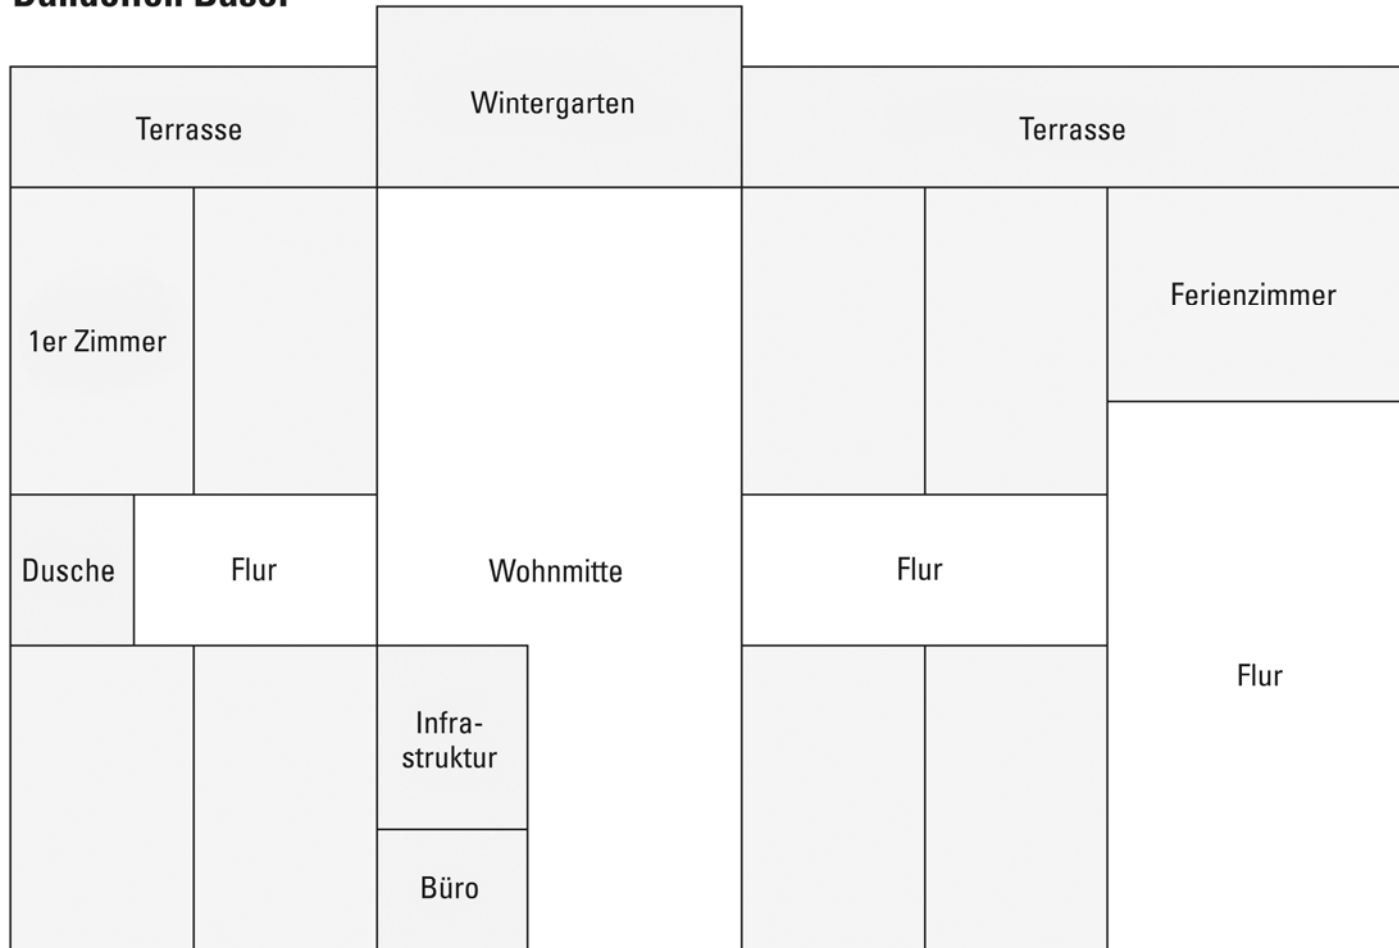 Wintergarten
Terrasse
Terrasse
Ferienzimmer
1er Zimmer
Dusche
Flur
Wohnmitte
Flur
Flur
Infra-
struktur
Büro